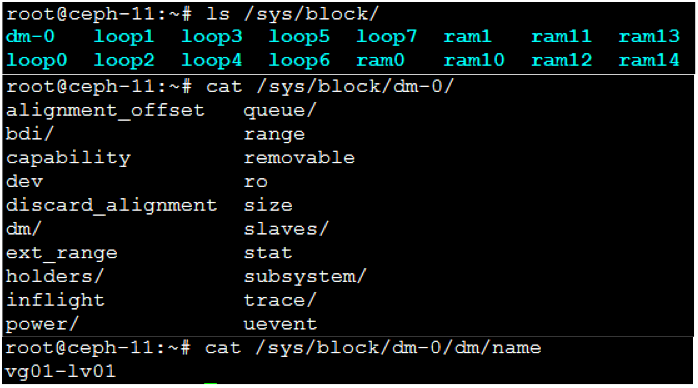 root@ceph-11:~# ls /sys/block/
dm-0 loop1 loop3 loop5 loop7 ram1 ram11 ram13
loop0 loop2 loop4 loop6 ram0 ram10 ram12 ram14
root@ceph-11:~# cat /sys/block/dm-0/
alignment_offset queue/
bdi/ range
capability removable
dev ro
discard_alignment size
dm/ slaves/
ext_range stat
holders/ subsystem/
inflight trace/
power/ uevent
root@ceph-11:~# cat /sys/block/dm-0/dm/name
vg01-lv01